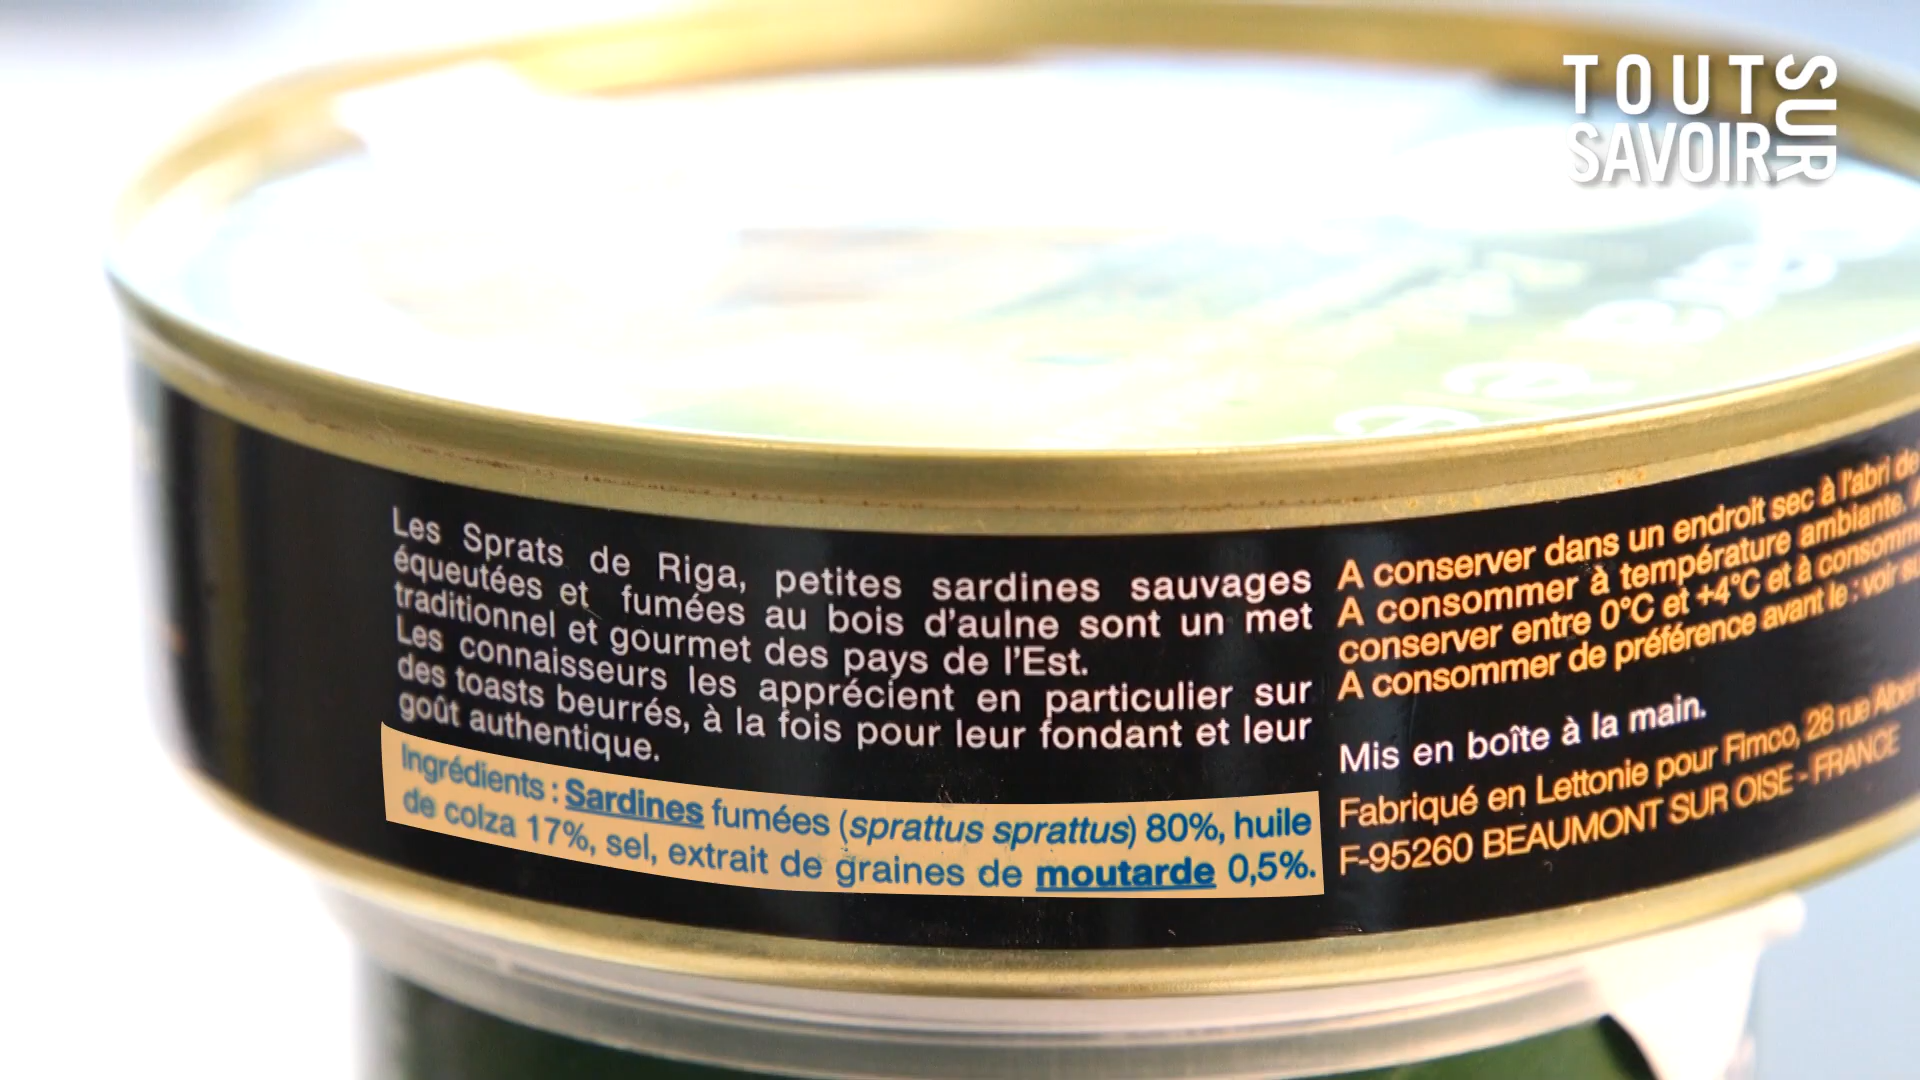 TOUT SUR
SAVOIR
Les Sprats de Riga, petites sardines sauvages
équeutées et fumées au bois d'aulne sont un met
traditionnel et gourmet des pays de l'Est.
Les connaisseurs les apprécient en particulier sur
des toasts beurrés, à la fois pour leur fondant et leur
goût authentique.
Ingrédients : Sardines fumées (sprattus sprattus) 80%, huile
de colza 17%, sel, extrait de graines de moutarde 0,5%.
A conserver dans un endroit sec à l'abri de
A consommer à température ambiante.
conserver entre 0°C et +4°C et à
A consommer de préférence avant le : voir
Mis en boîte à la main.
Fabriqué en Lettonie pour Fimco, 28 rue
F-95260 BEAUMONT SUR OISE - FRANCE